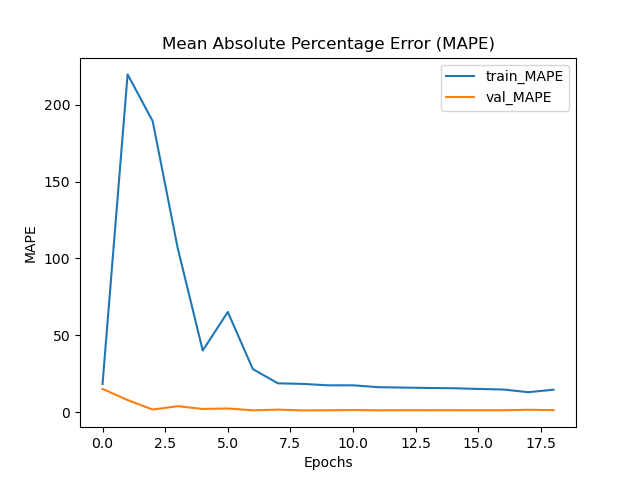 Mean Absolute Percentage Error (MAPE)
train_MAPE
val_MAPE
MAPE
200
150
100
50
0
0.0 2.5 5.0 7.5 10.0 12.5 15.0 17.5
Epochs